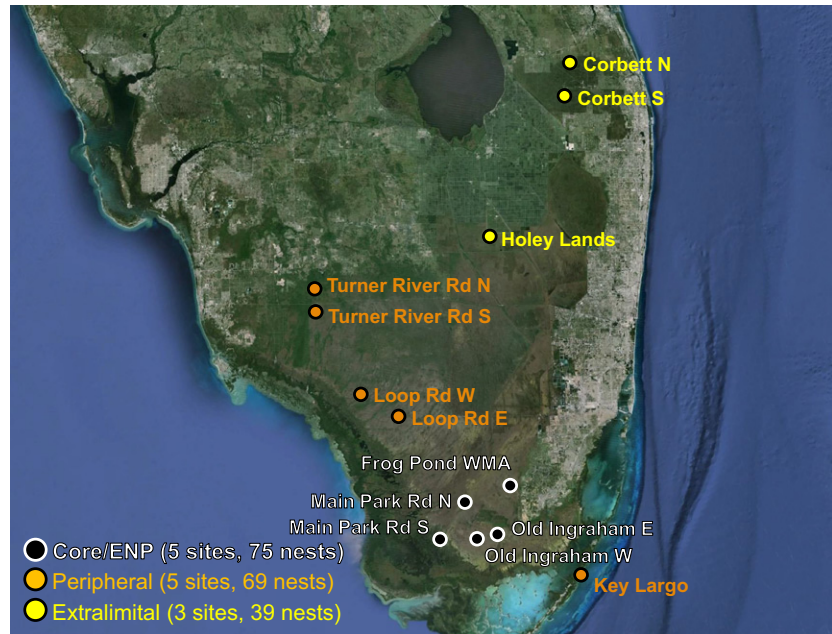 Corbett N
Corbett S
Holey Lands
Turner River Rd N
Turner River Rd S
Loop Rd W
Loop Rd E
Frog Pond WMA
Main Park Rd N
Main Park Rd S
Old Ingraham E
Old Ingraham W
Key Largo
Core/ENP (5 sites, 75 nests)
Peripheral (5 sites, 69 nests)
Extralimital (3 sites, 39 nests)